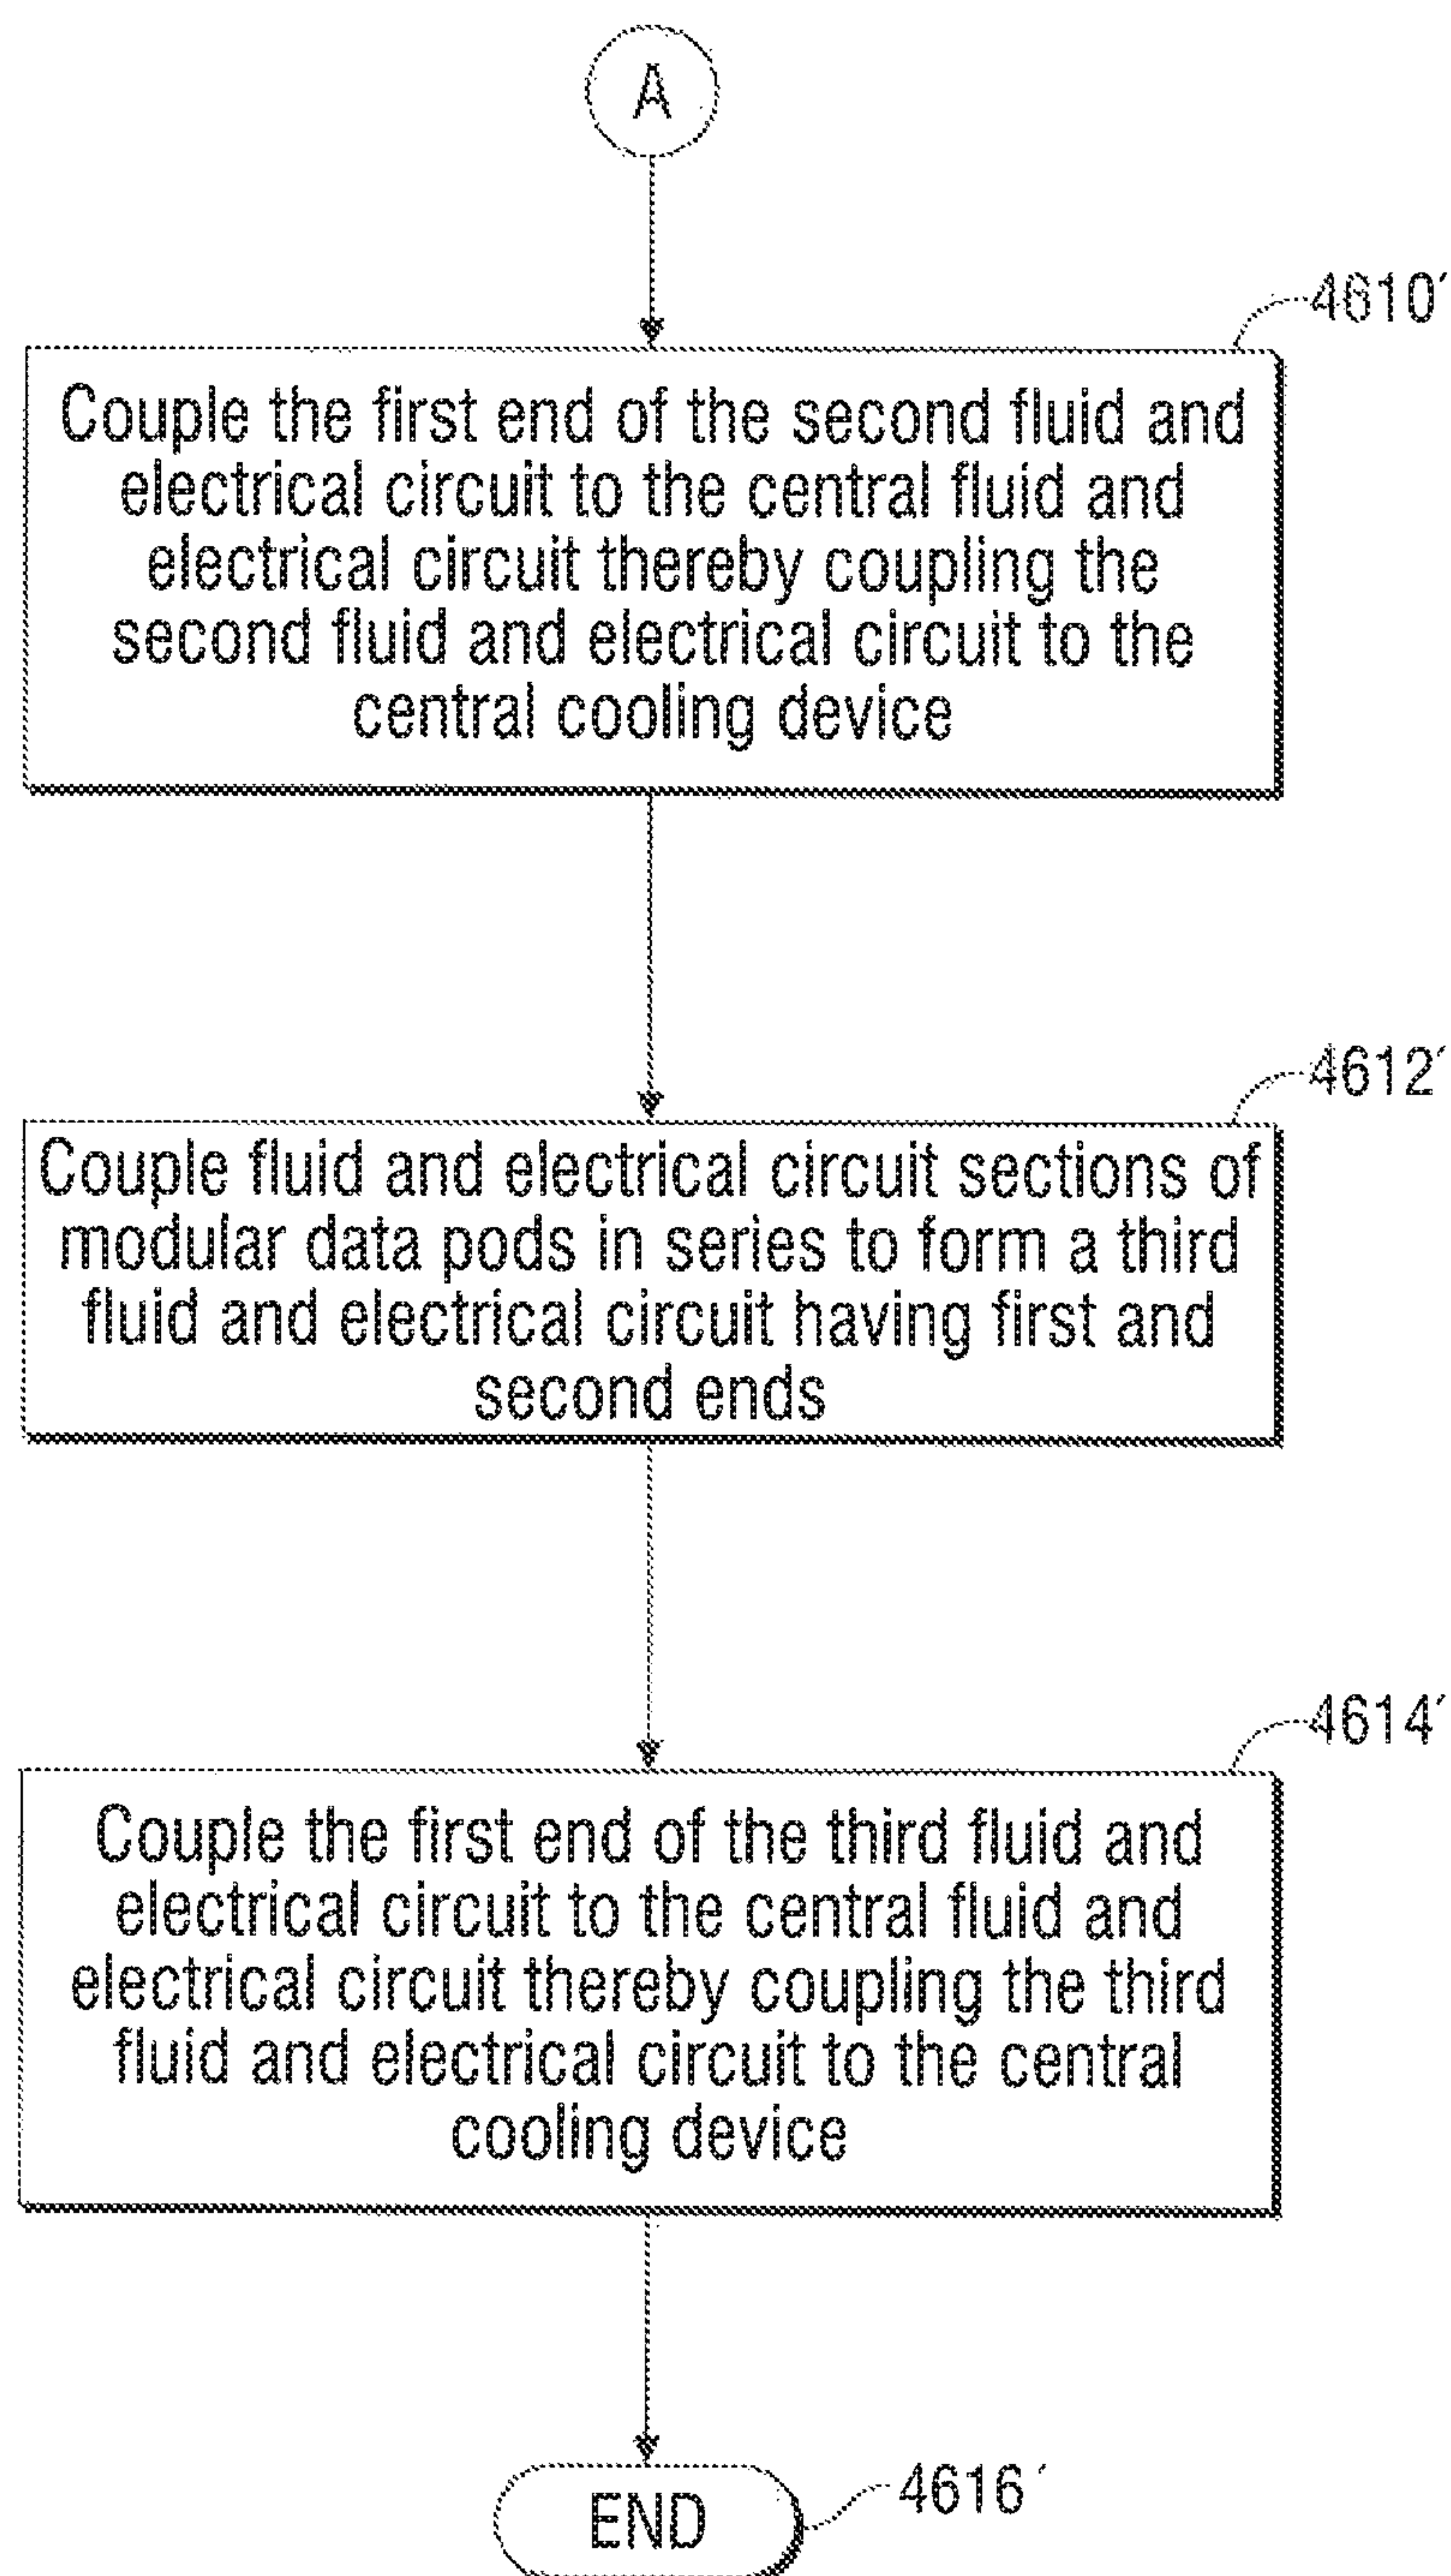 A
4610′
Couple the first end of the second fluid and
electrical circuit to the central fluid and
electrical circuit thereby coupling the
second fluid and electrical circuit to the
central cooling device
4612′
Couple fluid and electrical circuit sections of
modular data pods in series to form a third
fluid and electrical circuit having first and
second ends
4614′
Couple the first end of the third fluid and
electrical circuit to the central fluid and
electrical circuit thereby coupling the third
fluid and electrical circuit to the central
cooling device
END
4616′